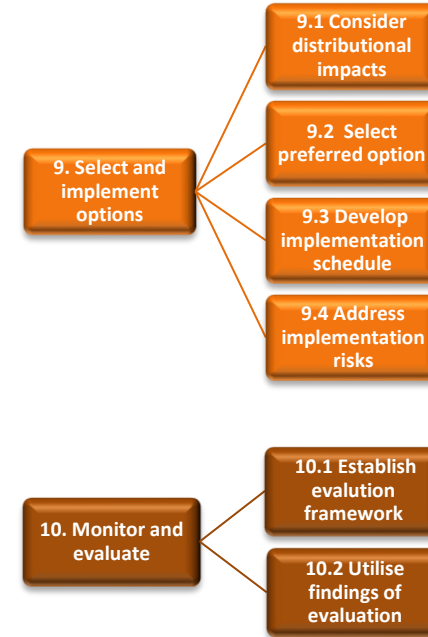 9. Select and
implement
options
9.1 Consider
distributional
impacts
9.2 Select
preferred option
9.3 Develop
implementation
schedule
9.4 Address
implementation
risks
10. Monitor and
evaluate
10.1 Establish
evalution
framework
10.2 Utilise
findings of
evaluation